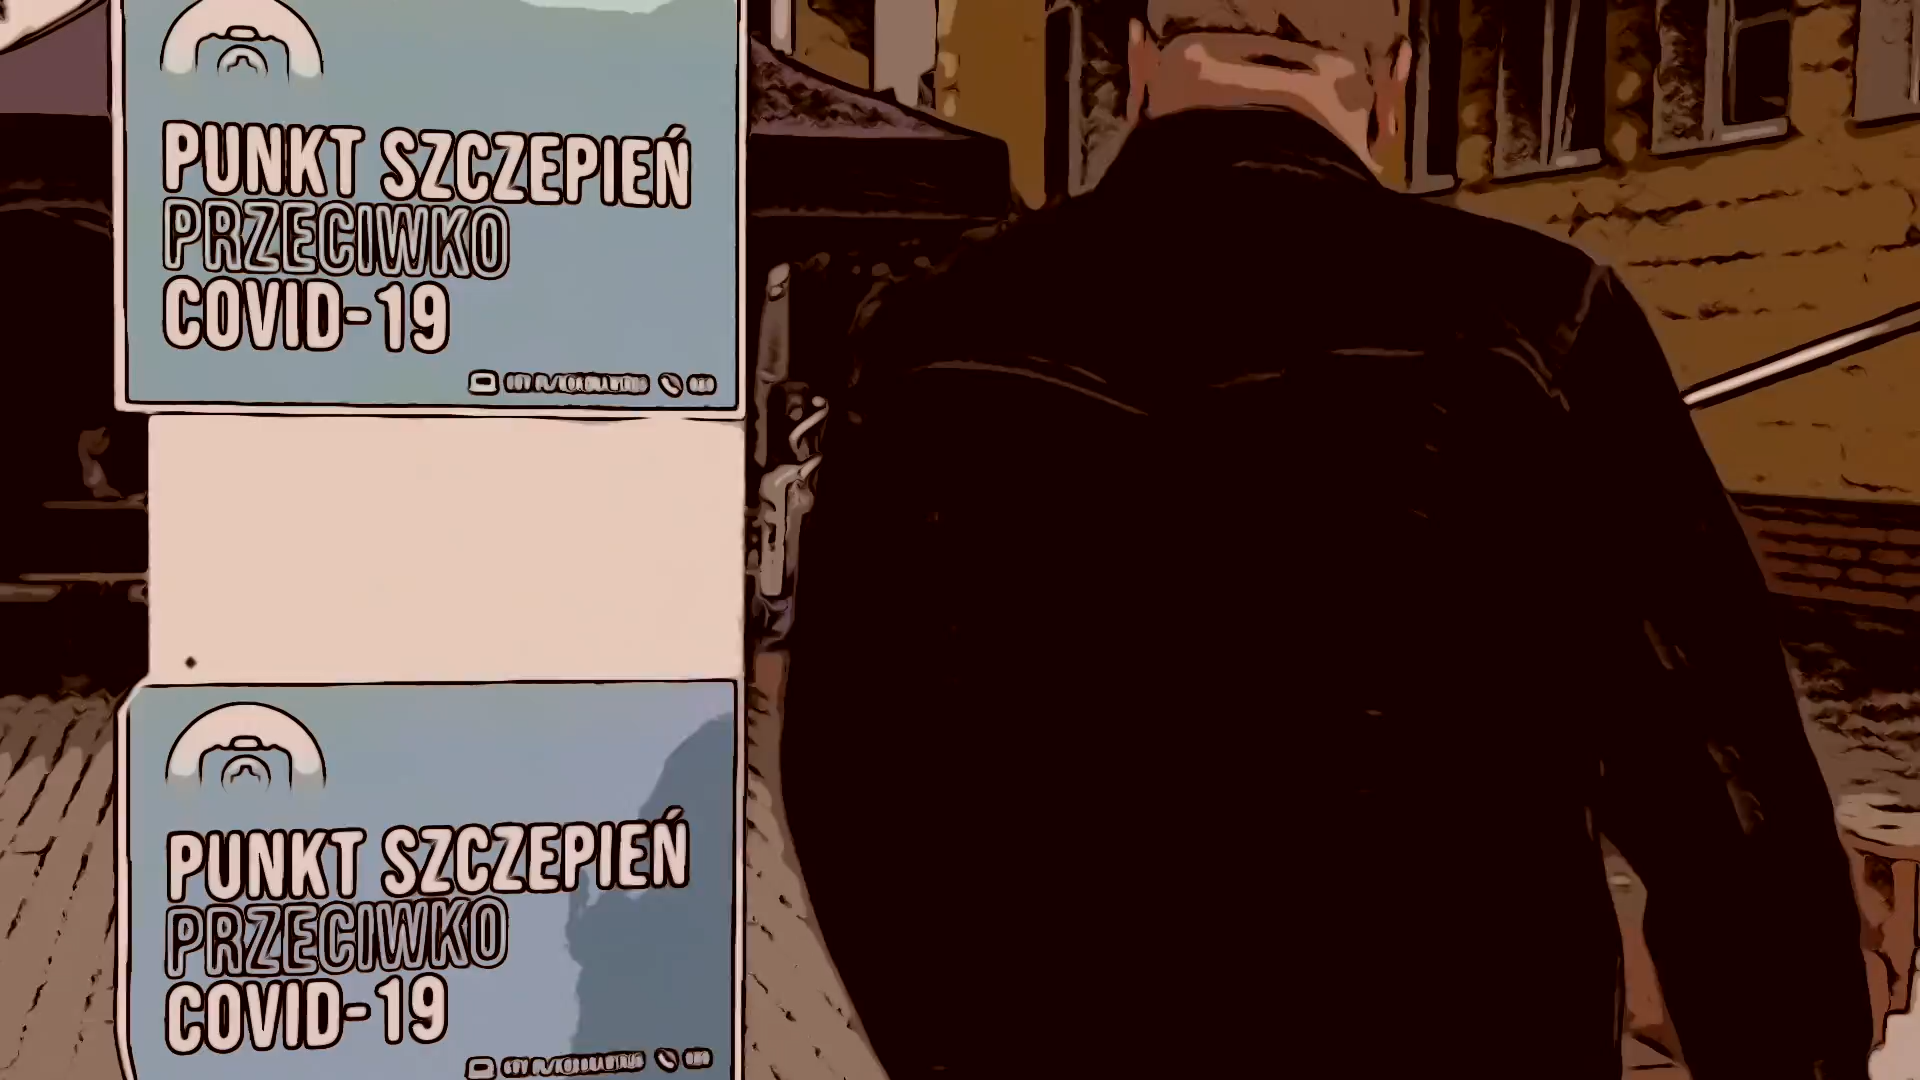 PUNKT SZCZEPIEŃ
PRZECIWKO
COVID-19
PUNKT SZCZEPIEŃ
PRZECIWKO
COVID-19